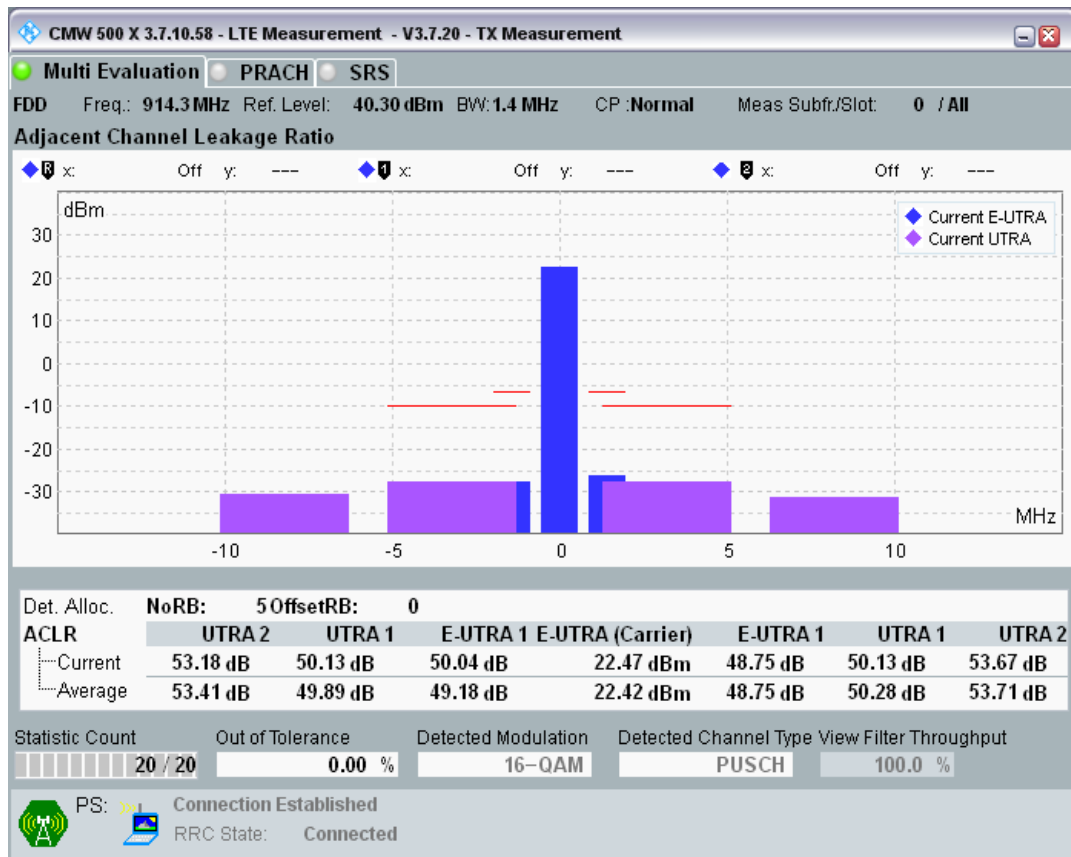 CMW 500 X 3.7.10.58 - LTE Measurement - V3.7.20 - TX Measurement
Multi Evaluation PRACH SRS
FDD Freq.: 914.3 MHz Ref. Level: 40.30 dBm BW: 1.4 MHz CP :Normal Meas Subfr./Slot: 0 / All
Adjacent Channel Leakage Ratio
R x: Off y: --- 1 x: Off y: --- 2 x: Off y: ---
dBm
Current E-UTRA
Current UTRA
30
20
10
0
-10
-20
-30
MHz
-10 -5 0 5 10
Det. Alloc. NoRB: 5 OffsetRB: 0
ACLR UTRA 2 UTRA 1 E-UTRA 1 E-UTRA (Carrier) E-UTRA 1 UTRA 1 UTRA 2
Current 53.18 dB 50.13 dB 50.04 dB 22.47 dBm 48.75 dB 50.13 dB 53.67 dB
Average 53.41 dB 49.89 dB 49.18 dB 22.42 dBm 48.75 dB 50.28 dB 53.71 dB
Statistic Count Out of Tolerance Detected Modulation Detected Channel Type View Filter Throughput
20 / 20 0.00 % 16-QAM PUSCH 100.0 %
PS: Connection Established
RRC State: Connected